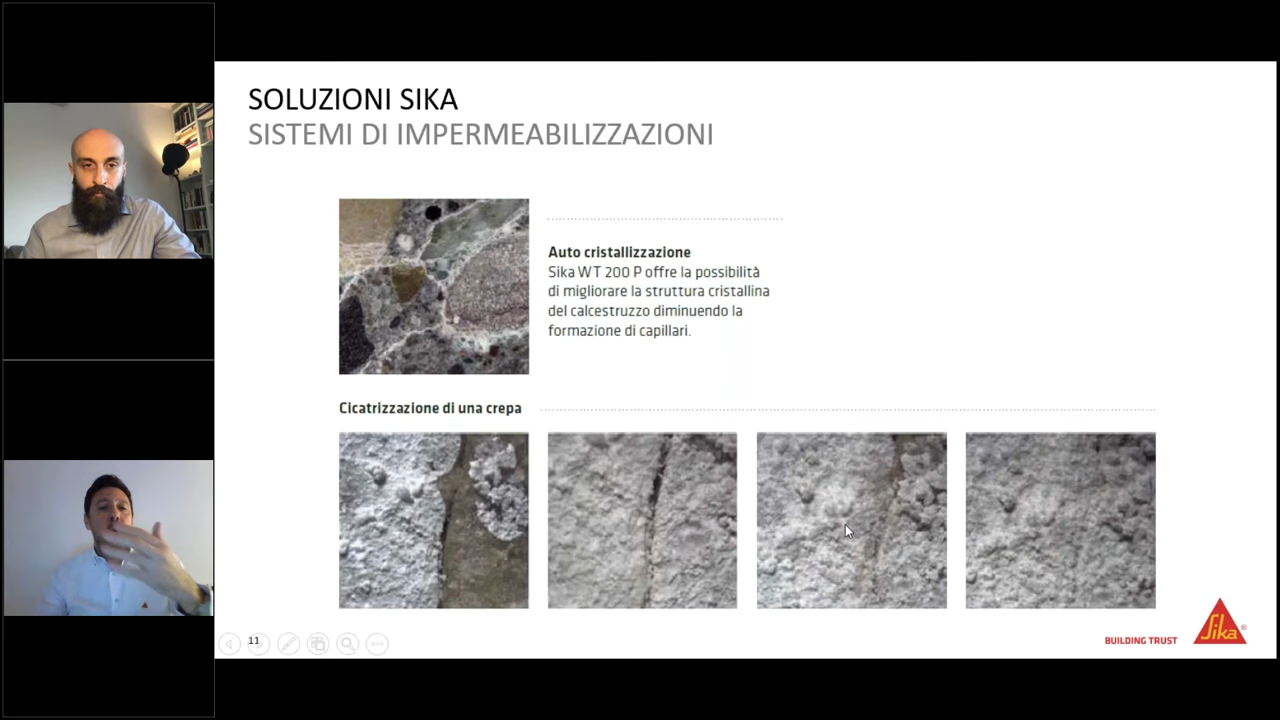 SOLUZIONI SIKA
SISTEMI DI IMPERMEABILIZZAZIONI
Auto cristallizzazione
Sika WT 200 P offre la possibilità
di migliorare la struttura cristallina
del calcestruzzo diminuendo la
formazione di capillari.
Cicatrizzazione di una crepa
11
BUILDING TRUST
Sika®